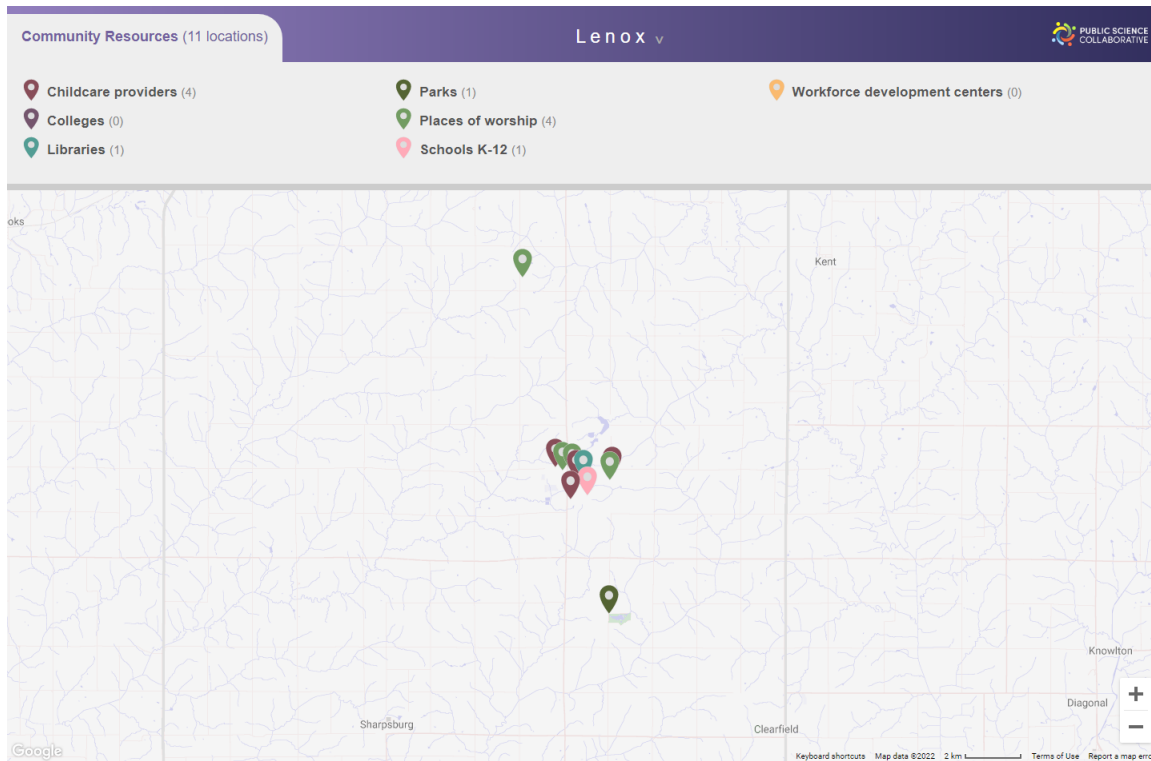 Community Resources (11 locations)
Lenox v
PUBLIC SCIENCE
COLLABORATIVE
Childcare providers (4)
Parks (1)
Workforce development centers (0)
Colleges (0)
Places of worship (4)
Libraries (1)
Schools K-12 (1)
oks
Kent
Knowlton
Diagonal
Sharpsburg
Clearfield
Google
Keyboard shortcuts Map data ©2022 2 km Terms of Use Report a map erro